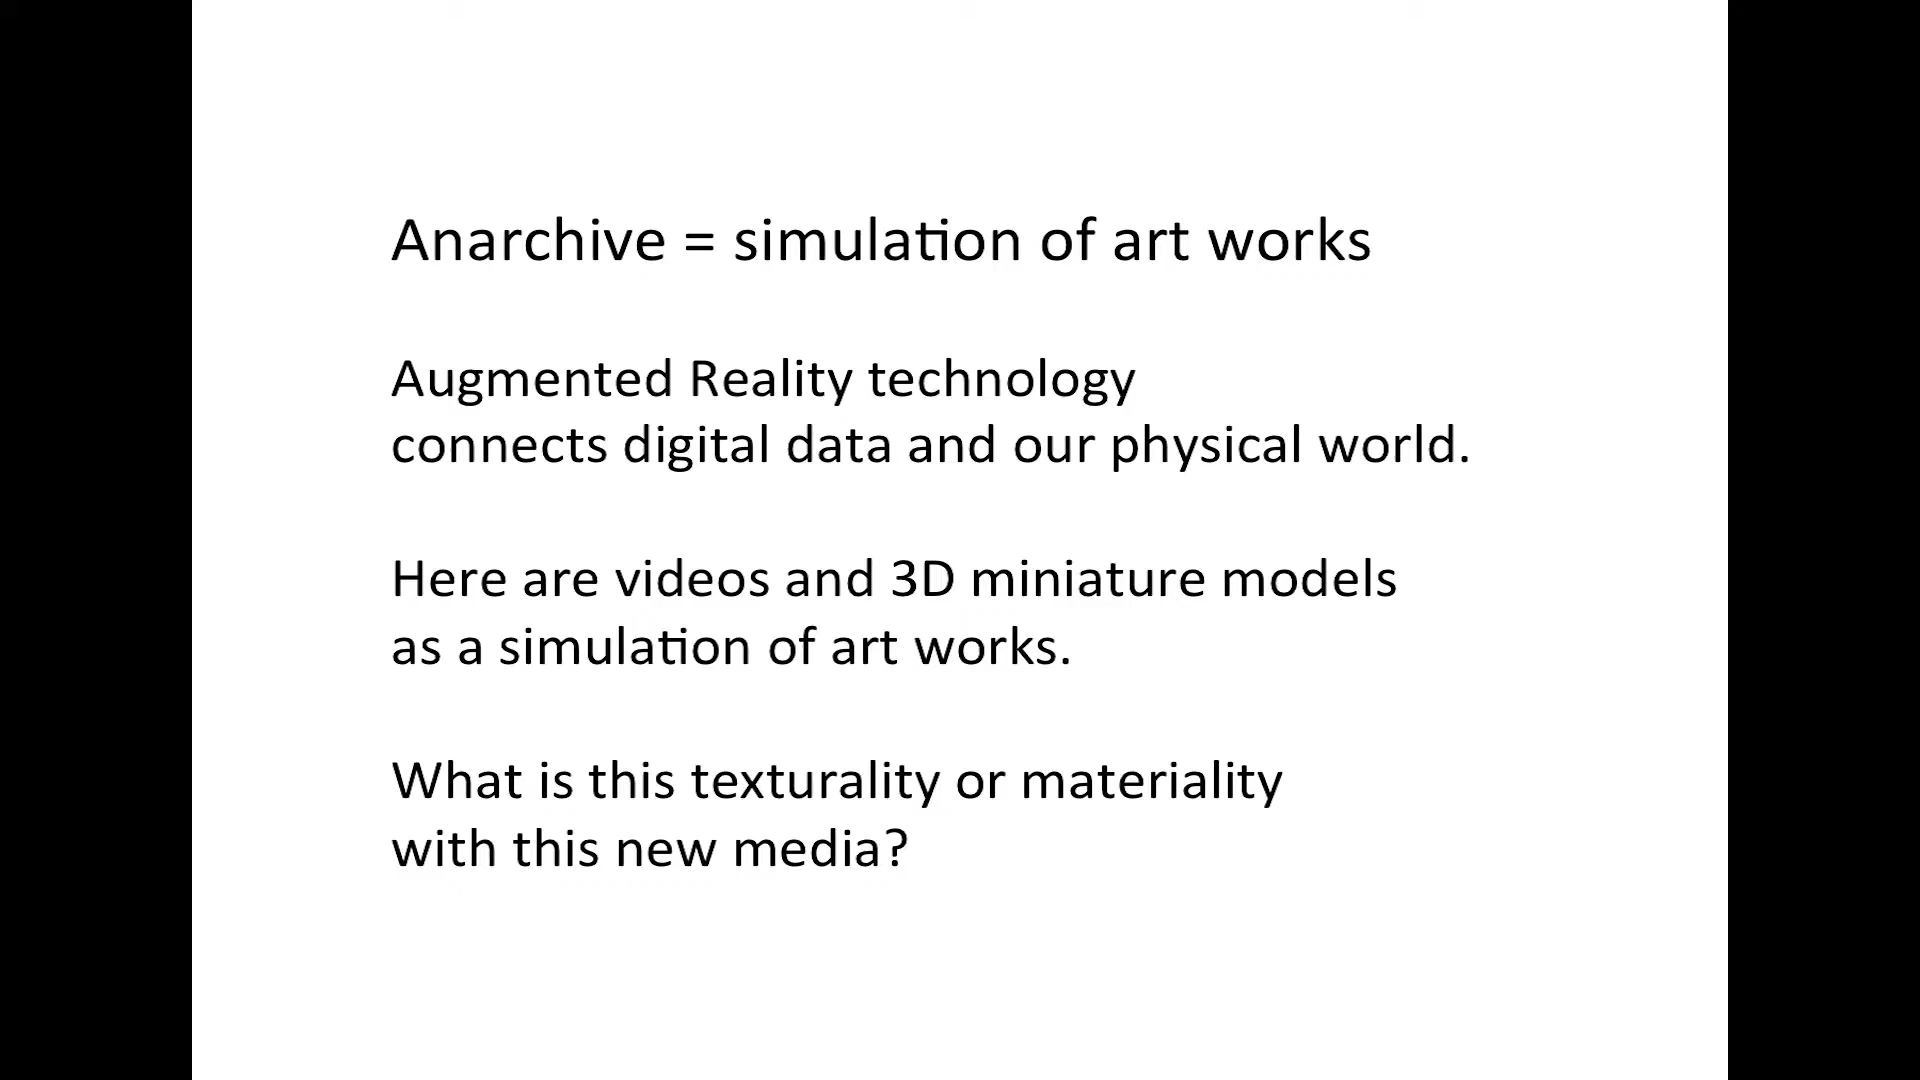 Anarchive = simulation of art works
Augmented Reality technology
connects digital data and our physical world.
Here are videos and 3D miniature models
as a simulation of art works.
What is this texturality or materiality
with this new media?